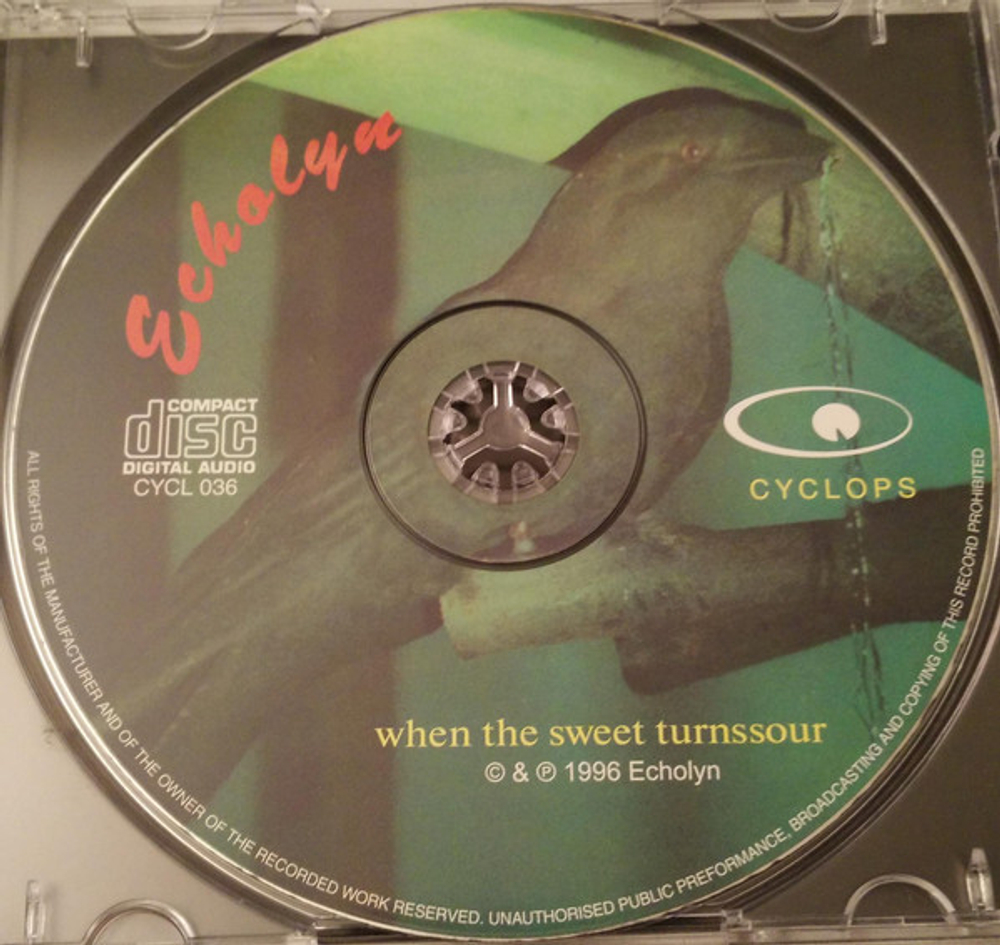 Echolyn
COMPACT
disc
DIGITAL AUDIO
CYCL 036
CYCLOPS
when the sweet turnssour
© & ℗ 1996 Echolyn
ALL RIGHTS OF THE MANUFACTURER AND OF THE OWNER OF THE RECORDED WORK RESERVED. UNAUTHORISED PUBLIC PREFORMANCE, BROADCASTING AND COPYING OF THIS RECORD PROHIBITED